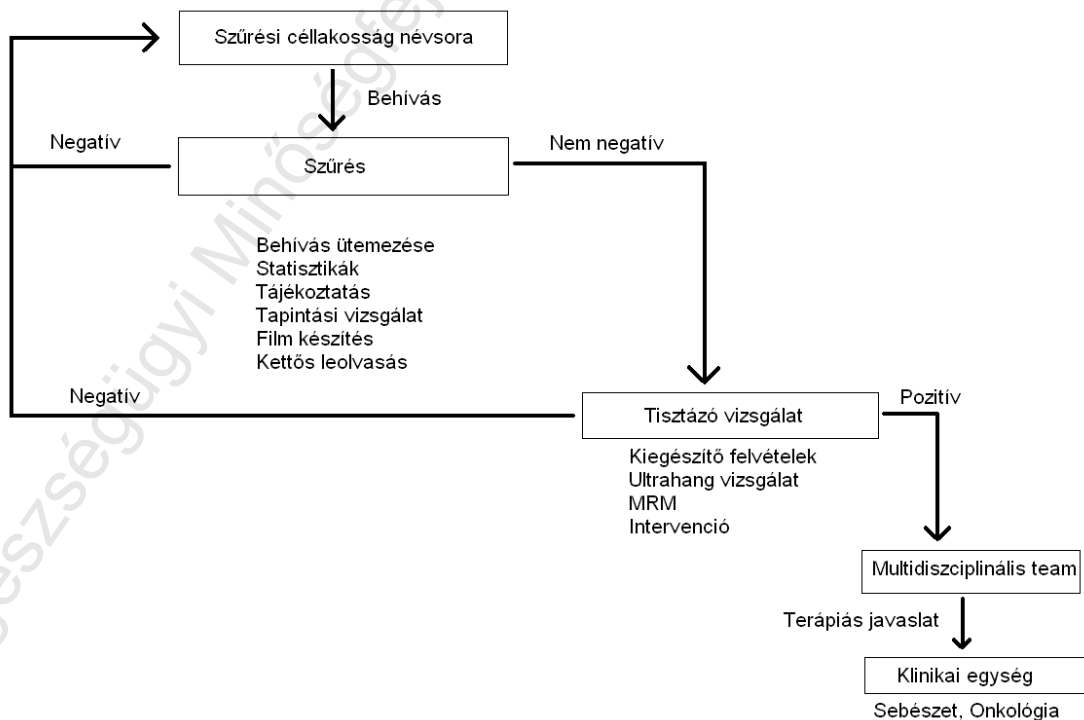 Szűrési céllakosság névsora
Behívás
Negatív
Szűrés
Nem negatív
Behívás ütemezése
Statisztikák
Tájékoztatás
Tapintási vizsgálat
Film készítés
Kettős leolvasás
Negatív
Tisztázó vizsgálat
Pozitív
Kiegészítő felvételek
Ultrahang vizsgálat
MRM
Intervenció
Multidiszciplinális team
Terápiás javaslat
Klinikai egység
Sebészet, Onkológia